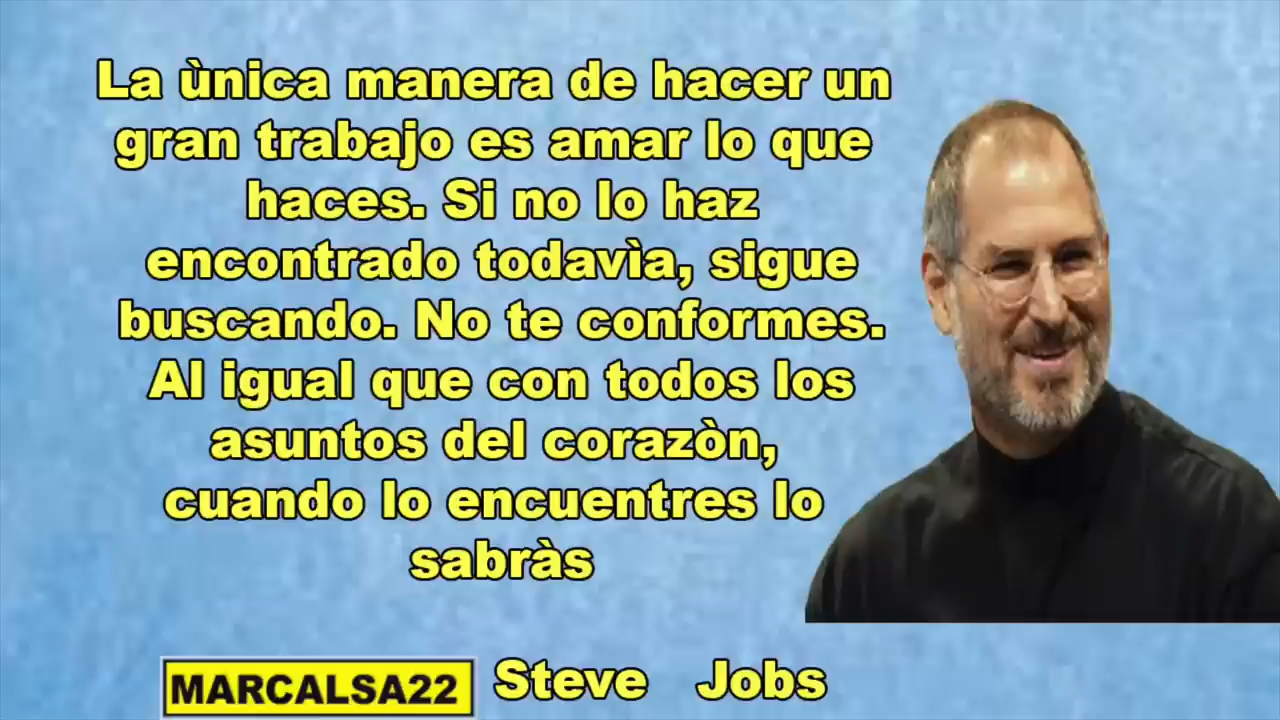 La ùnica manera de hacer un
gran trabajo es amar lo que
haces. Si no lo haz
encontrado todavìa, sigue
buscando. No te conformes.
Al igual que con todos los
asuntos del corazòn,
cuando lo encuentres lo
sabràs
MARCALSA22 Steve Jobs